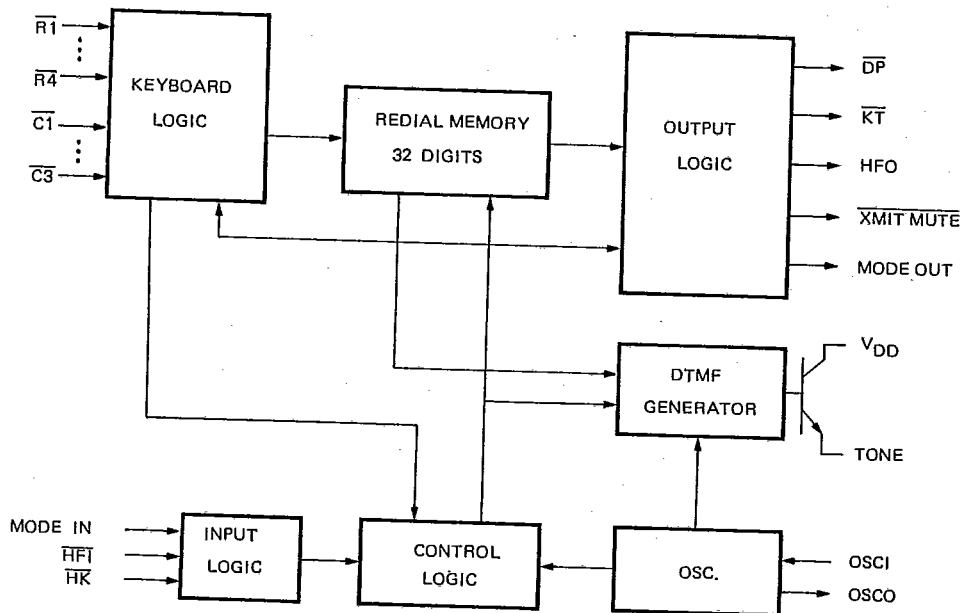 R1
R4
C1
C3
KEYBOARD
LOGIC
REDIAL MEMORY
32 DIGITS
OUTPUT
LOGIC
DP
KT
HFO
XMIT MUTE
MODE OUT
DTMF
GENERATOR
VDD
TONE
MODE IN
HFI
HK
INPUT
LOGIC
CONTROL
LOGIC
OSC.
OSCI
OSCO